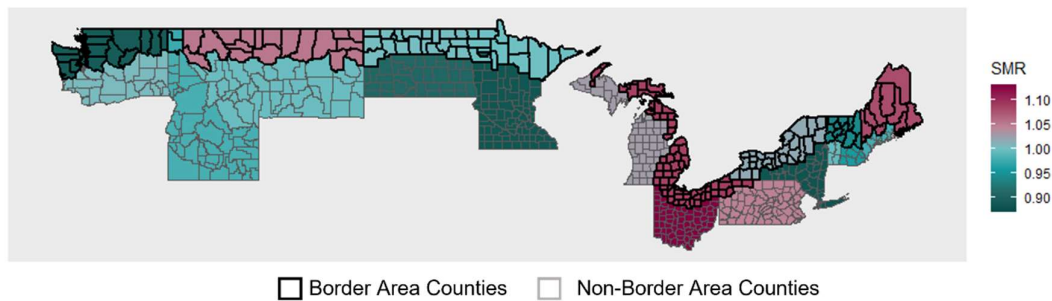 SMR
1.10
1.05
1.00
0.95
0.90
Border Area Counties
Non-Border Area Counties